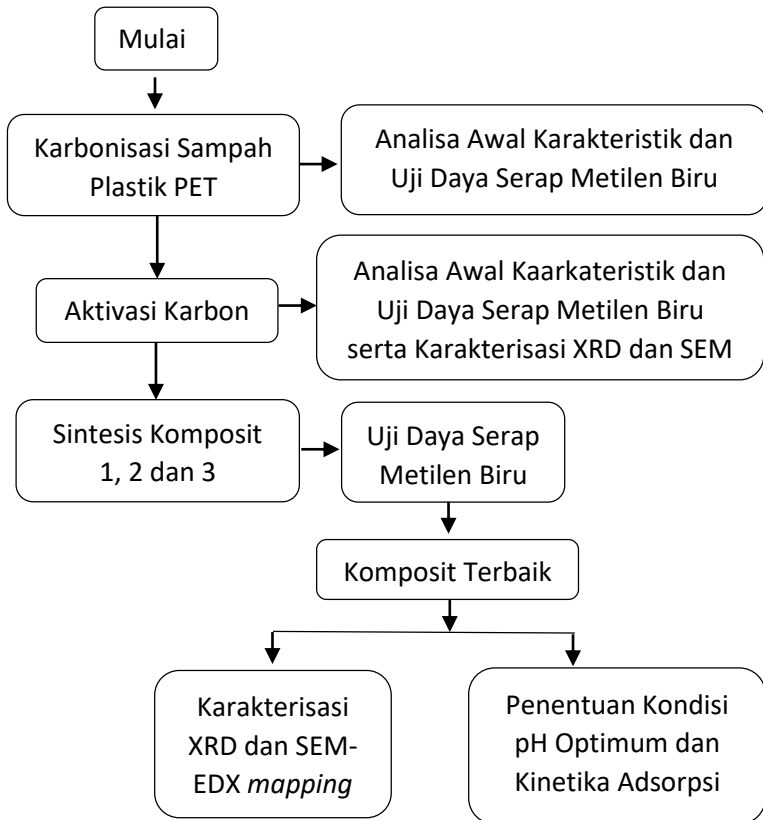 Mulai
Karbonisasi Sampah
Plastik PET
Analisa Awal Karakteristik dan
Uji Daya Serap Metilen Biru
Aktivasi Karbon
Analisa Awal Kaarkateristik dan
Uji Daya Serap Metilen Biru
serta Karakterisasi XRD dan SEM
Sintesis Komposit
1, 2 dan 3
Uji Daya Serap
Metilen Biru
Komposit Terbaik
Karakterisasi
XRD dan SEM-
EDX mapping
Penentuan Kondisi
pH Optimum dan
Kinetika Adsorpsi